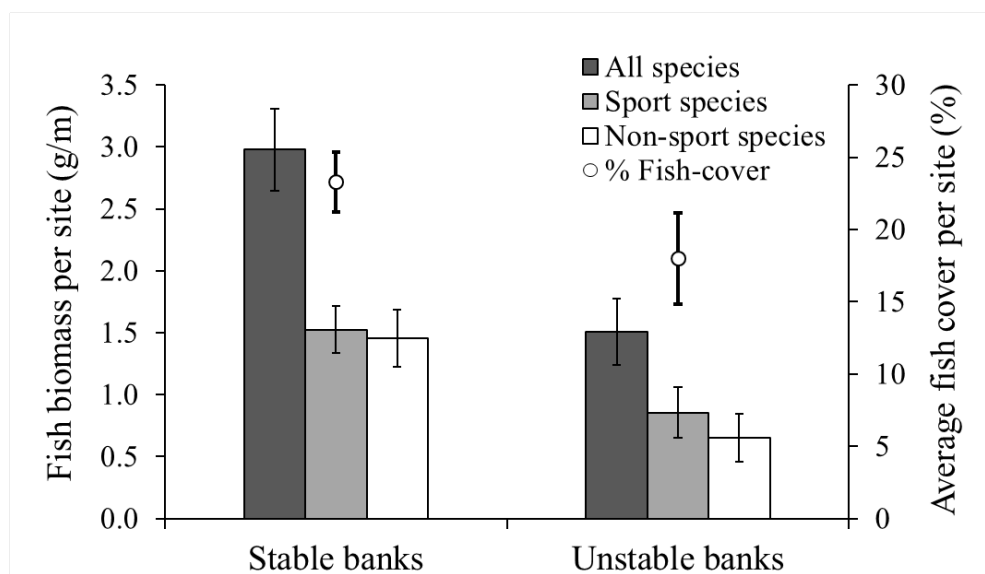 All species
Sport species
Non-sport species
% Fish-cover
Fish biomass per site (g/m)
3.5
3.0
2.5
2.0
1.5
1.0
0.5
0.0
30
25
20
15
10
5
0
Average fish cover per site (%)
Stable banks
Unstable banks